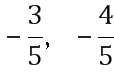 − 3/5, − 4/5